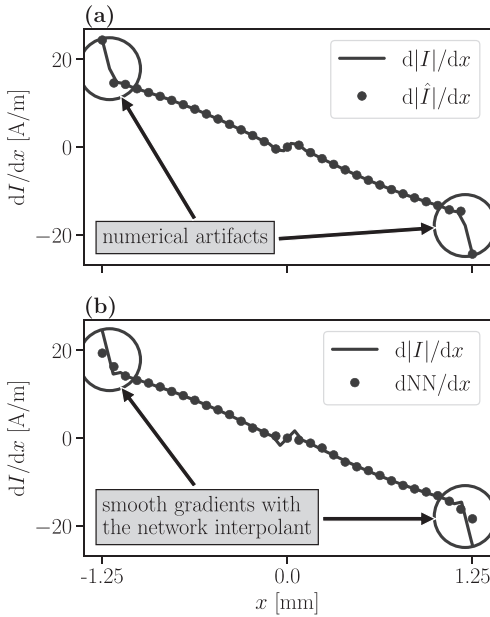 (a)
20
0
−20
dI/dx [A/m]
d|I|/dx
d|Î|/dx
numerical artifacts
(b)
20
0
−20
dI/dx [A/m]
d|I|/dx
dNN/dx
smooth gradients with
the network interpolant
-1.25
0.0
1.25
x [mm]